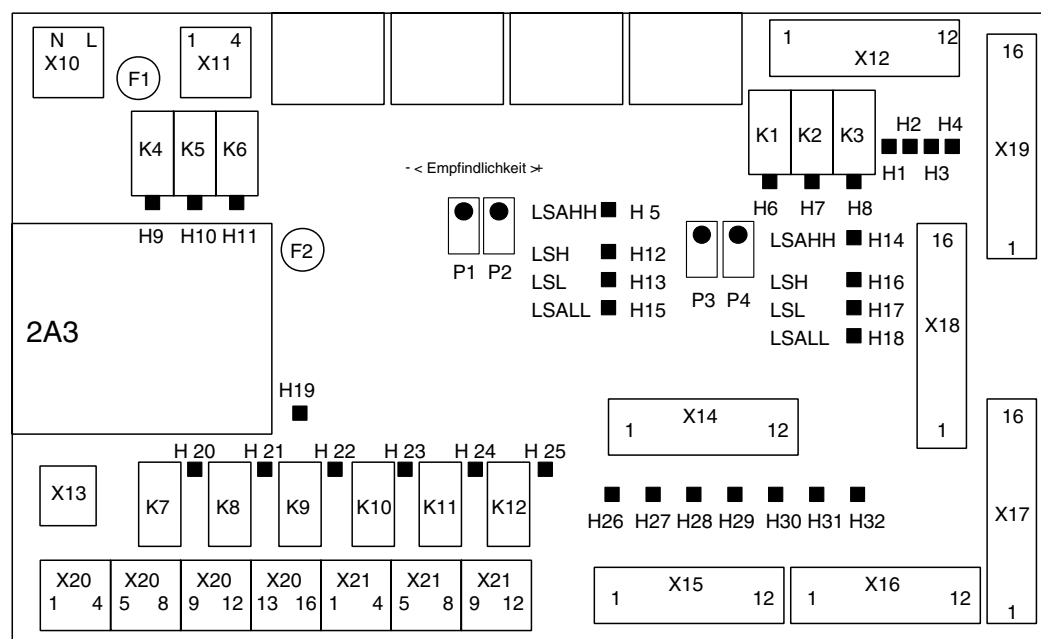 N L
X10
F1
1 4
X11
1 12
X12
16
X19
1
K4 K5 K6
K1 K2 K3
H2 H4
H1 H3
- < Empfindlichkeit > +
H9 H10 H11
H6 H7 H8
F2
P1 P2
LSAHH H 5
LSH H12
LSL H13
LSALL H15
P3 P4
LSAHH H14
LSH H16
LSL H17
LSALL H18
16
X18
1
2A3
H19
X14
1 12
16
X17
1
H 20 H 21 H 22 H 23 H 24 H 25
X13
K7 K8 K9 K10 K11 K12
H26 H27 H28 H29 H30 H31 H32
X20 X20 X20 X20 X21 X21 X21
1 4 5 8 9 12 13 16 1 4 5 8 9 12
X15
1 12
X16
1 12